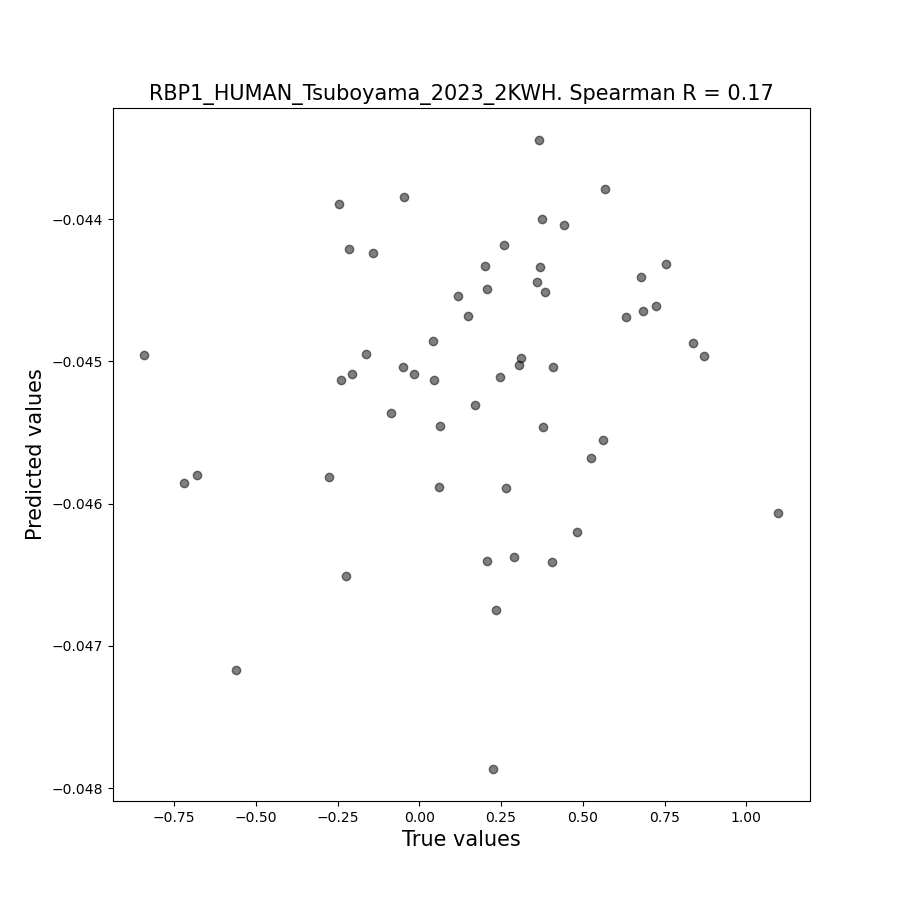 RBP1_HUMAN_Tsuboyama_2023_2KWH. Spearman R = 0.17
Predicted values
−0.044
−0.045
−0.046
−0.047
−0.048
−0.75 −0.50 −0.25 0.00 0.25 0.50 0.75 1.00
True values